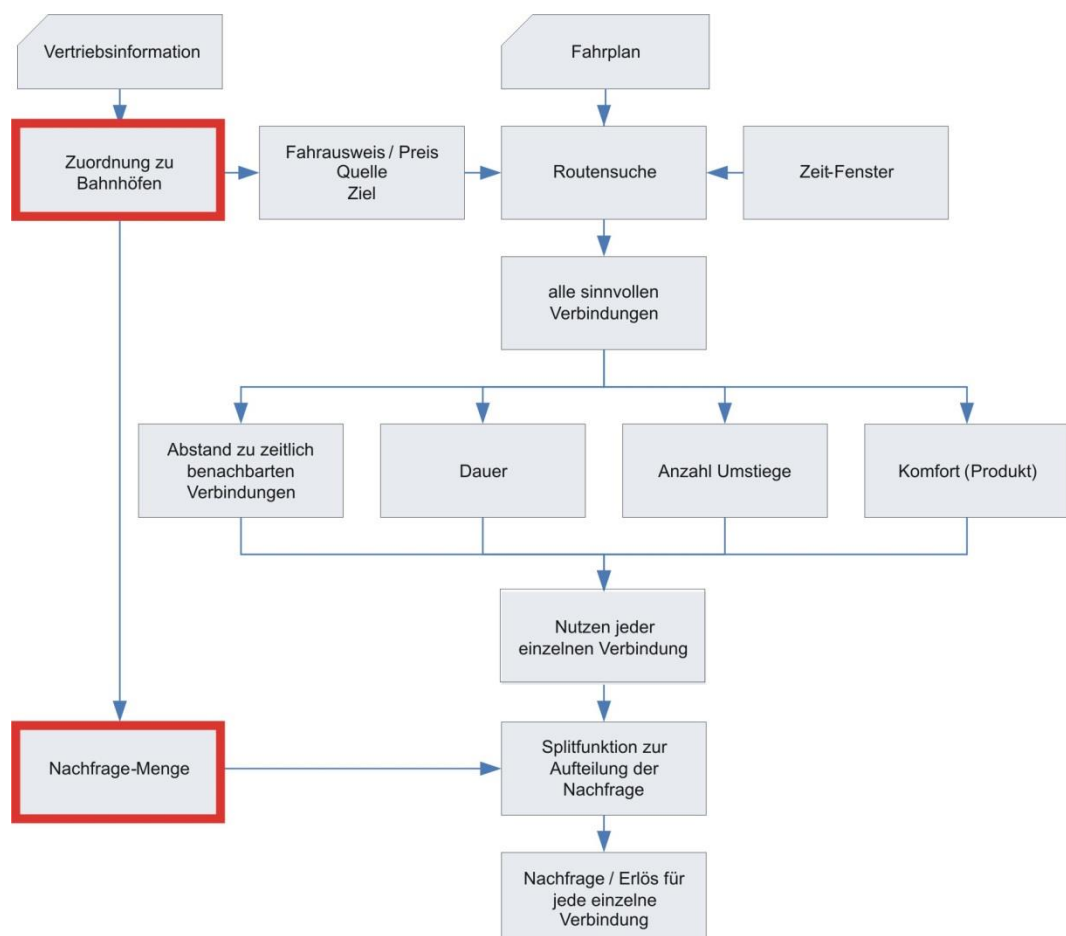 Vertriebsinformation
Fahrplan
Zuordnung zu
Bahnhöfen
Fahrausweis / Preis
Quelle
Ziel
Routensuche
Zeit-Fenster
alle sinnvollen
Verbindungen
Abstand zu zeitlich
benachbarten
Verbindungen
Dauer
Anzahl Umstiege
Komfort (Produkt)
Nutzen jeder
einzelnen Verbindung
Nachfrage-Menge
Splitfunktion zur
Aufteilung der
Nachfrage
Nachfrage / Erlös für
jede einzelne
Verbindung